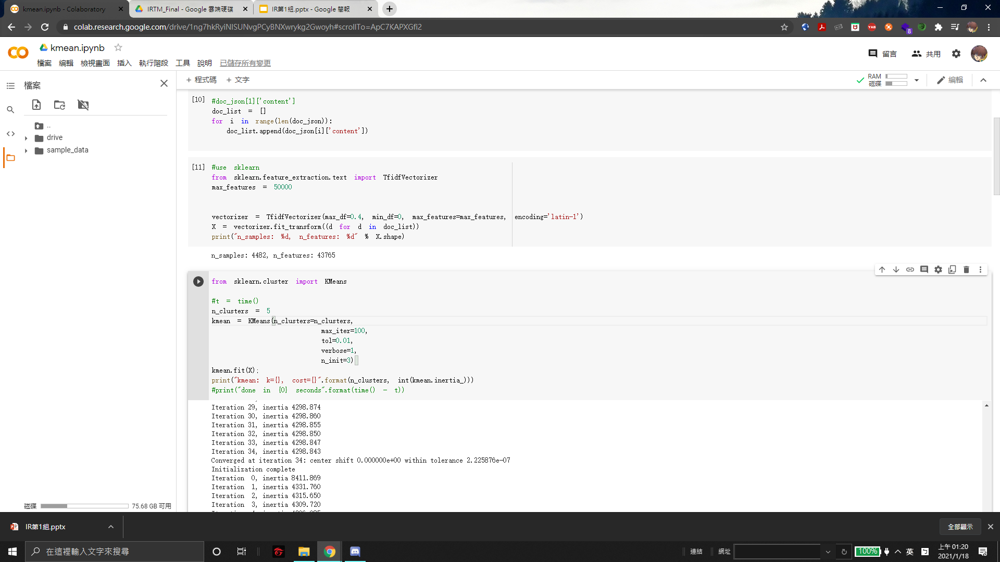 kmean.ipynb - Colaboratory
IRTM_Final - Google 雲端硬碟
IR第1組.pptx - Google 簡報
colab.research.google.com/drive/1ng7hkRyiNISUNvgPCyBNXwrykg2Gwoyh#scrollTo=ApC7KAPXGfi2
YAB
8
kmean.ipynb
留言
共用
檔案 編輯 檢視畫面 插入 執行階段 工具 說明 已儲存所有變更
檔案
+ 程式碼 + 文字
RAM
磁碟
編輯
..
drive
sample_data
[10] #doc_json[1]['content']
doc_list = []
for i in range(len(doc_json)):
doc_list.append(doc_json[i]['content'])
[11] #use sklearn
from sklearn.feature_extraction.text import TfidfVectorizer
max_features = 50000
vectorizer = TfidfVectorizer(max_df=0.4, min_df=0, max_features=max_features, encoding='latin-1')
X = vectorizer.fit_transform((d for d in doc_list))
print("n_samples: %d, n_features: %d" % X.shape)
n_samples: 4482, n_features: 43765
from sklearn.cluster import KMeans
#t = time()
n_clusters = 5
kmean = KMeans(n_clusters=n_clusters,
max_iter=100,
tol=0.01,
verbose=1,
n_init=3)
kmean.fit(X);
print("kmean: k={}, cost={}".format(n_clusters, int(kmean.inertia_)))
#print("done in {0} seconds".format(time() - t))
Iteration 29, inertia 4298.874
Iteration 30, inertia 4298.860
Iteration 31, inertia 4298.855
Iteration 32, inertia 4298.850
Iteration 33, inertia 4298.847
Iteration 34, inertia 4298.843
Converged at iteration 34: center shift 0.000000e+00 within tolerance 2.225876e-07
Initialization complete
Iteration 0, inertia 8411.869
Iteration 1, inertia 4331.760
Iteration 2, inertia 4315.650
Iteration 3, inertia 4309.720
磁碟 75.68 GB 可用
IR第1組.pptx
全部顯示
在這裡輸入文字來搜尋
連結
網址
100%
英
上午 01:20
2021/1/18